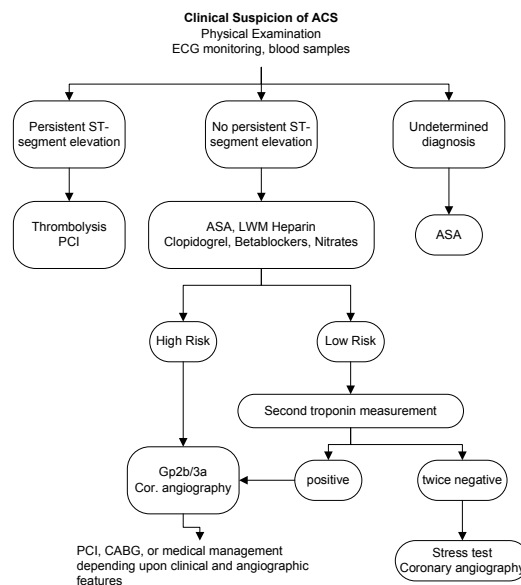 Clinical Suspicion of ACS
Physical Examination
ECG monitoring, blood samples
Persistent ST-
segment elevation
No persistent ST-
segment elevation
Undetermined
diagnosis
Thrombolysis
PCI
ASA, LWM Heparin
Clopidogrel, Betablockers, Nitrates
ASA
High Risk
Low Risk
Second troponin measurement
Gp2b/3a
Cor. angiography
positive
twice negative
PCI, CABG, or medical management
depending upon clinical and angiographic
features
Stress test
Coronary angiography